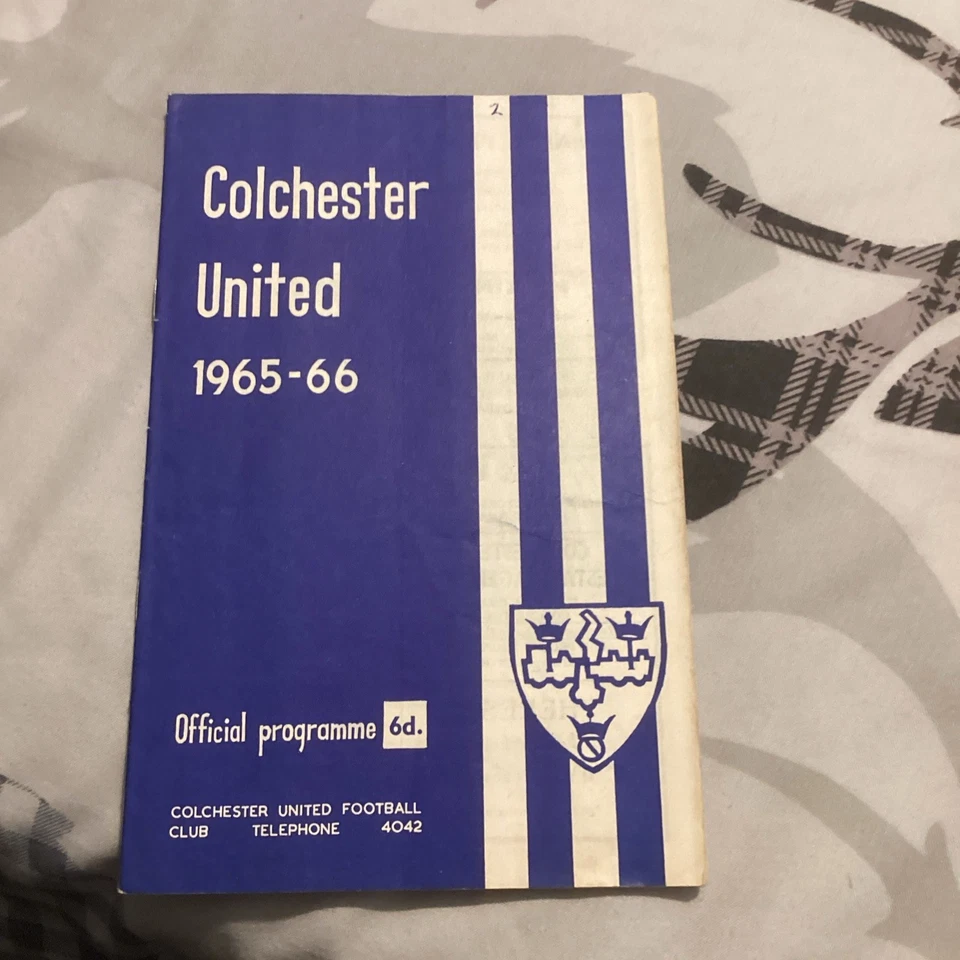 2
Colchester
United
1965-66
Official programme 6d.
COLCHESTER UNITED FOOTBALL
CLUB TELEPHONE 4042